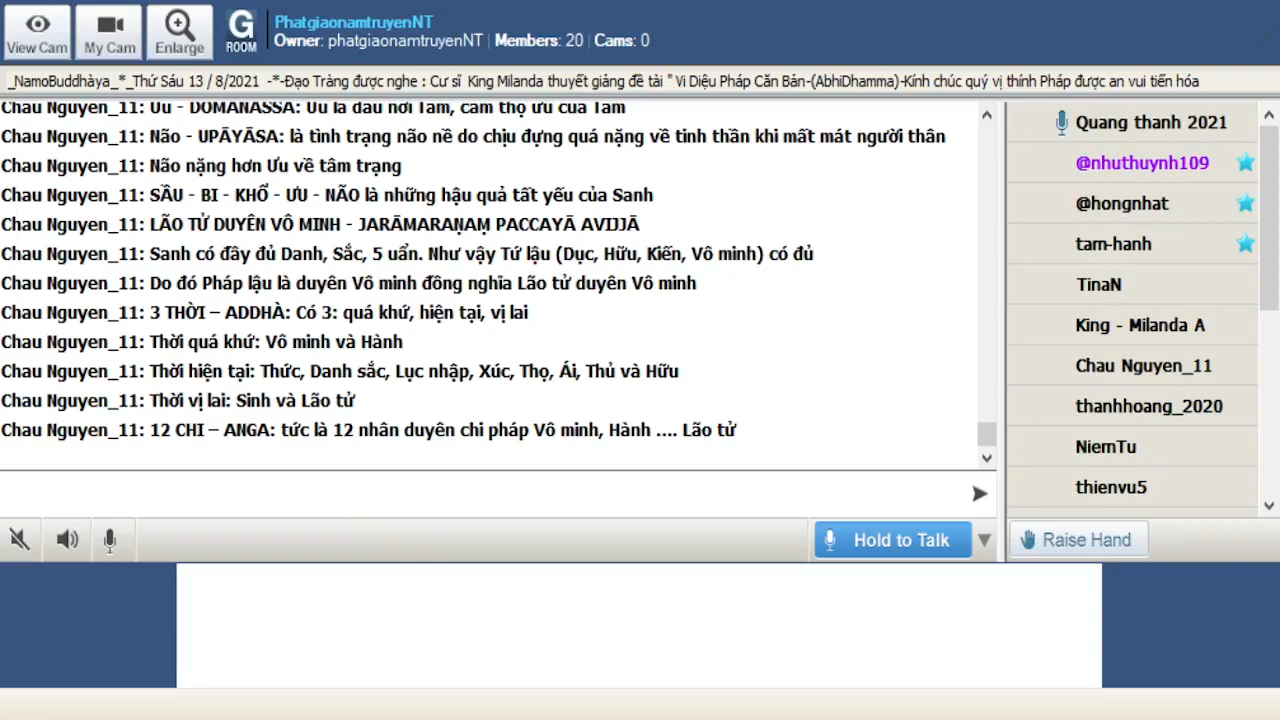 View Cam
My Cam
Enlarge
G
ROOM
PhatgiaonamtruyenNT
Owner: phatgiaonamtruyenNT | Members: 20 | Cams: 0
_NamoBuddhàya_*_Thứ Sáu 13 / 8/2021 -*-Đạo Tràng được nghe : Cư sĩ King Milanda thuyết giảng đề tài " Vi Diệu Pháp Căn Bản-(AbhiDhamma)-Kính chúc quý vị thính Pháp được an vui tiến hóa
Chau Nguyen_11: Ưu - DOMANASSA: Ưu là đau nơi Tâm, cảm thọ ưu của Tâm
Chau Nguyen_11: Não - UPĀYĀSA: là tình trạng não nề do chịu đựng quá nặng về tinh thần khi mất mát người thân
Chau Nguyen_11: Não nặng hơn Ưu về tâm trạng
Chau Nguyen_11: SẦU - BI - KHỔ - ƯU - NÃO là những hậu quả tất yếu của Sanh
Chau Nguyen_11: LÃO TỬ DUYÊN VÔ MINH - JARĀMARAṆAṂ PACCAYĀ AVIJJĀ
Chau Nguyen_11: Sanh có đầy đủ Danh, Sắc, 5 uẩn. Như vậy Tứ lậu (Dục, Hữu, Kiến, Vô minh) có đủ
Chau Nguyen_11: Do đó Pháp lậu là duyên Vô minh đồng nghĩa Lão tử duyên Vô minh
Chau Nguyen_11: 3 THỜI – ADDHÀ: Có 3: quá khứ, hiện tại, vị lai
Chau Nguyen_11: Thời quá khứ: Vô minh và Hành
Chau Nguyen_11: Thời hiện tại: Thức, Danh sắc, Lục nhập, Xúc, Thọ, Ái, Thủ và Hữu
Chau Nguyen_11: Thời vị lai: Sinh và Lão tử
Chau Nguyen_11: 12 CHI – ANGA: tức là 12 nhân duyên chi pháp Vô minh, Hành .... Lão tử
Quang thanh 2021
@nhuthuynh109
@hongnhat
tam-hanh
TinaN
King - Milanda A
Chau Nguyen_11
thanhhoang_2020
NiemTu
thienvu5
Hold to Talk
Raise Hand